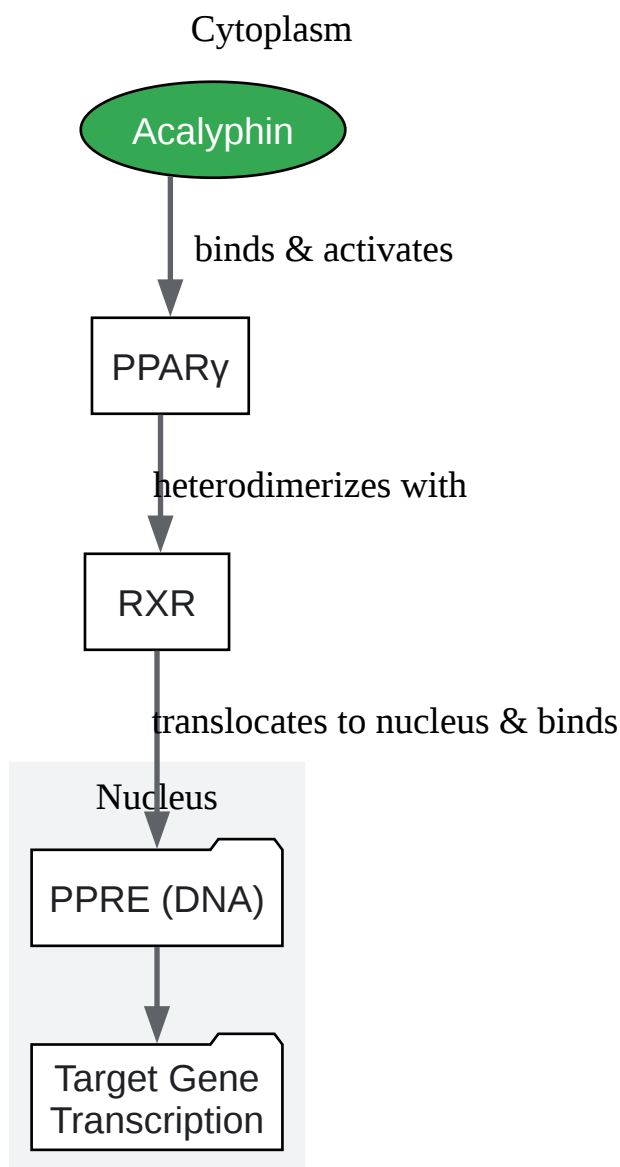 Cytoplasm
Acalyphin
binds & activates
PPARγ
heterodimerizes with
RXR
translocates to nucleus & binds
Nucleus
PPRE (DNA)
Target Gene
Transcription